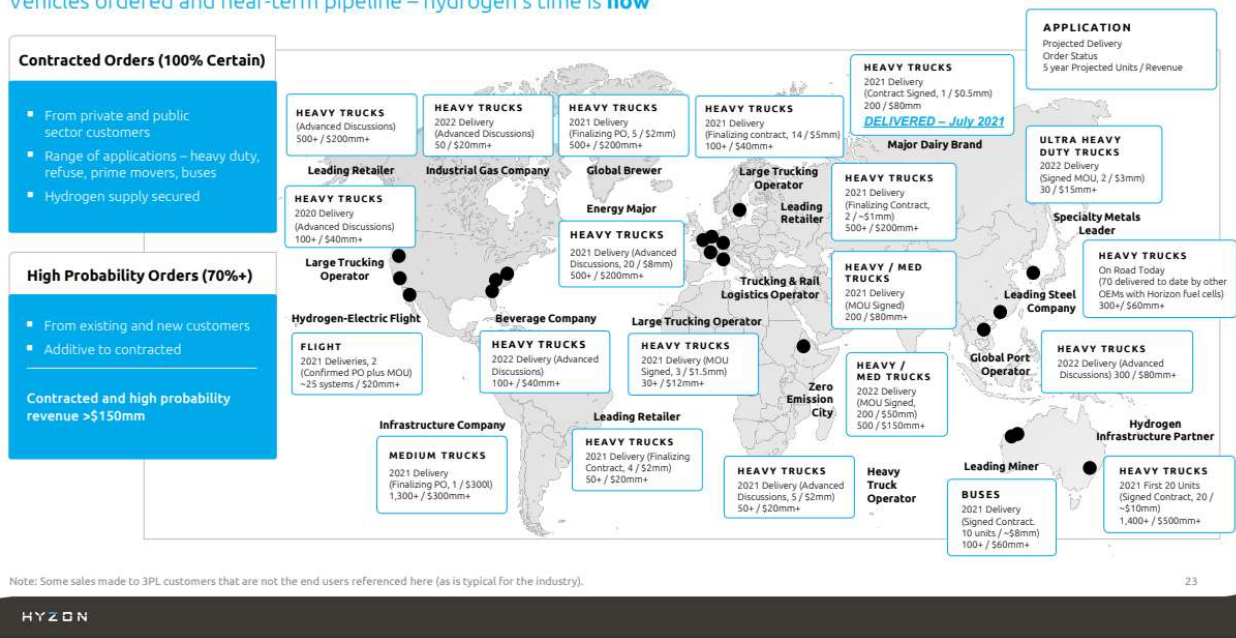 Vehicles ordered and near-term pipeline – hydrogen's time is now
APPLICATION
Projected Delivery
Order Status
5 year Projected Units / Revenue
Contracted Orders (100% Certain)
From private and public
sector customers
Range of applications – heavy duty,
refuse, prime movers, buses
Hydrogen supply secured
High Probability Orders (70%+)
From existing and new customers
Additive to contracted
Contracted and high probability
revenue >$150mm
HEAVY TRUCKS
(Advanced Discussions)
500+ / $200mm+
Leading Retailer
HEAVY TRUCKS
2022 Delivery
(Advanced Discussions)
50 / $20mm+
Industrial Gas Company
HEAVY TRUCKS
2021 Delivery
(Finalizing PO, 5 / $2mm)
500+ / $200mm+
Global Brewer
HEAVY TRUCKS
2021 Delivery
(Finalizing contract, 14 / $5mm)
100+ / $40mm+
Large Trucking
Operator
HEAVY TRUCKS
2021 Delivery
(Contract Signed, 1 / $0.5mm)
200 / $80mm
DELIVERED – July 2021
Major Dairy Brand
ULTRA HEAVY
DUTY TRUCKS
2022 Delivery
(Signed MOU, 2 / $3mm)
30 / $15mm+
Specialty Metals
Leader
HEAVY TRUCKS
2020 Delivery
(Advanced Discussions)
100+ / $40mm+
Large Trucking
Operator
Energy Major
HEAVY TRUCKS
2021 Delivery (Advanced
Discussions, 20 / $8mm)
500+ / $200mm+
Leading
Retailer
HEAVY TRUCKS
2021 Delivery
(Finalizing Contract,
2 / ~$1mm)
500+ / $200mm+
Trucking & Rail
Logistics Operator
HEAVY / MED
TRUCKS
2021 Delivery
(MOU Signed)
200 / $80mm+
HEAVY TRUCKS
On Road Today
(70 delivered to date by other
OEMs with Horizon fuel cells)
300+/ $60mm+
Leading Steel
Company
Hydrogen-Electric Flight
FLIGHT
2021 Deliveries, 2
(Confirmed PO plus MOU)
~25 systems / $20mm+
Beverage Company
HEAVY TRUCKS
2022 Delivery (Advanced
Discussions)
100+ / $40mm+
Large Trucking Operator
HEAVY TRUCKS
2021 Delivery (MOU
Signed, 3 / $1.5mm)
30+ / $12mm+
Zero
Emission
City
HEAVY /
MED TRUCKS
2022 Delivery
(MOU Signed,
200 / $50mm)
500 / $150mm+
Global Port
Operator
HEAVY TRUCKS
2022 Delivery (Advanced
Discussions) 300 / $80mm+
Infrastructure Company
MEDIUM TRUCKS
2021 Delivery
(Finalizing PO, 1 / $300l)
1,300+ / $300mm+
Leading Retailer
HEAVY TRUCKS
2021 Delivery (Finalizing
Contract, 4 / $2mm)
50+ / $20mm+
HEAVY TRUCKS
2021 Delivery (Advanced
Discussions, 5 / $2mm)
50+ / $20mm+
Heavy
Truck
Operator
Leading Miner
BUSES
2021 Delivery
(Signed Contract.
10 units / ~$8mm)
100+ / $60mm+
Hydrogen
Infrastructure Partner
HEAVY TRUCKS
2021 First 20 Units
(Signed Contract, 20 /
~$10mm)
1,400+ / $500mm+
Note: Some sales made to 3PL customers that are not the end users referenced here (as is typical for the industry).
23
HYZON